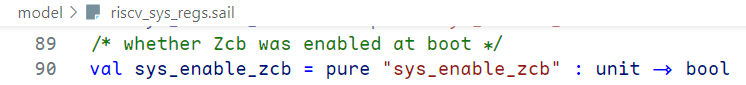 model > riscv_sys_regs.sail
89 /* whether Zcb was enabled at boot */
90 val sys_enable_zcb = pure "sys_enable_zcb" : unit -> bool